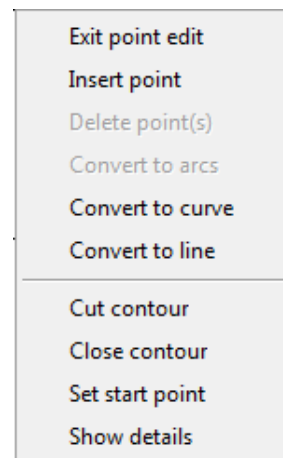 Exit point edit
Insert point
Delete point(s)
Convert to arcs
Convert to curve
Convert to line
Cut contour
Close contour
Set start point
Show details